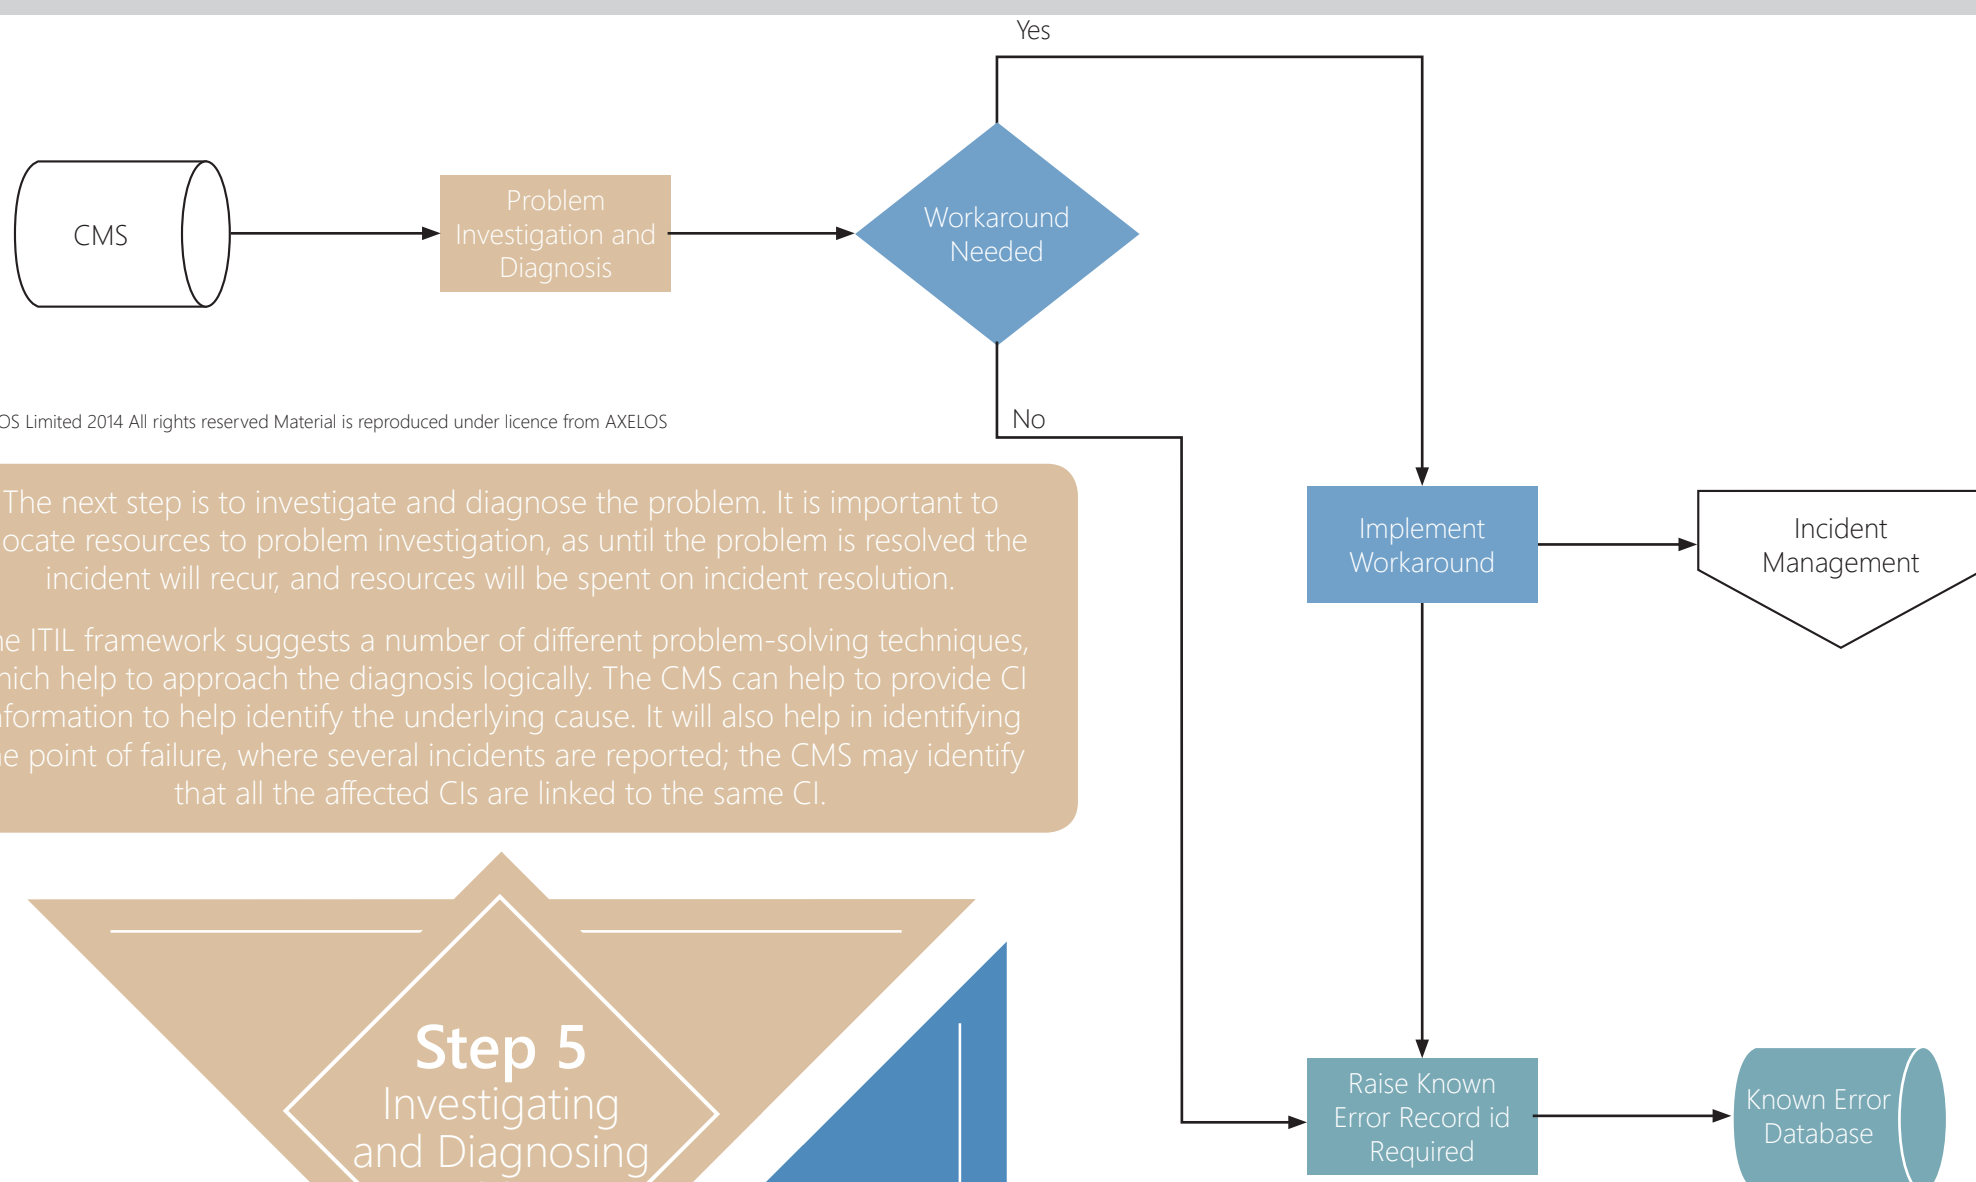 Yes
CMS
Problem
Investigation and
Diagnosis
Workaround
Needed
No
OS Limited 2014 All rights reserved Material is reproduced under licence from AXELOS
The next step is to investigate and diagnose the problem. It is important to
ocate resources to problem investigation, as until the problem is resolved the
incident will recur, and resources will be spent on incident resolution.
he ITIL framework suggests a number of different problem-solving techniques,
hich help to approach the diagnosis logically. The CMS can help to provide CI
nformation to help identify the underlying cause. It will also help in identifying
he point of failure, where several incidents are reported; the CMS may identify
that all the affected CIs are linked to the same CI.
Implement
Workaround
Incident
Management
Step 5
Investigating
and Diagnosing
Raise Known
Error Record id
Required
Known Error
Database